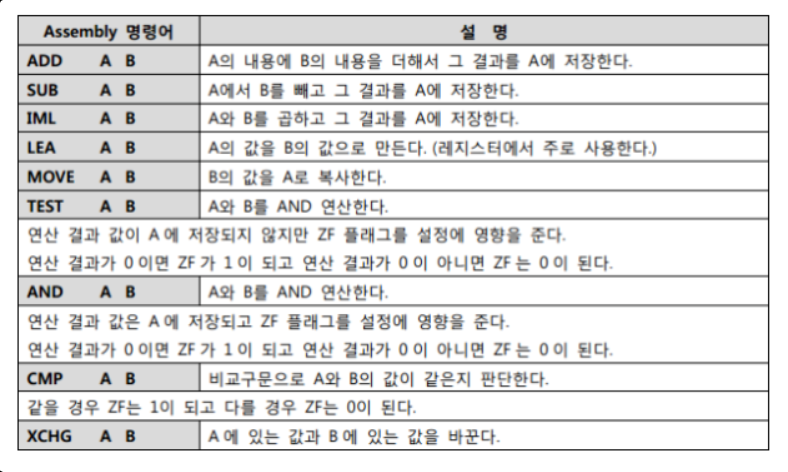 Assembly 명령어 설 명
ADD A B A의 내용에 B의 내용을 더해서 그 결과를 A에 저장한다.
SUB A B A에서 B를 빼고 그 결과를 A에 저장한다.
IML A B A와 B를 곱하고 그 결과를 A에 저장한다.
LEA A B A의 값을 B의 값으로 만든다. (레지스터에서 주로 사용한다.)
MOVE A B B의 값을 A로 복사한다.
TEST A B A와 B를 AND 연산한다.
연산 결과 값이 A 에 저장되지 않지만 ZF 플래그를 설정에 영향을 준다.
연산 결과가 0 이면 ZF 가 1 이 되고 연산 결과가 0 이 아니면 ZF 는 0 이 된다.
AND A B A와 B를 AND 연산한다.
연산 결과 값은 A 에 저장되고 ZF 플래그를 설정에 영향을 준다.
연산 결과가 0 이면 ZF 가 1 이 되고 연산 결과가 0 이 아니면 ZF 는 0 이 된다.
CMP A B 비교구문으로 A와 B의 값이 같은지 판단한다.
같을 경우 ZF는 1이 되고 다를 경우 ZF는 0이 된다.
XCHG A B A 에 있는 값과 B 에 있는 값을 바꾼다.